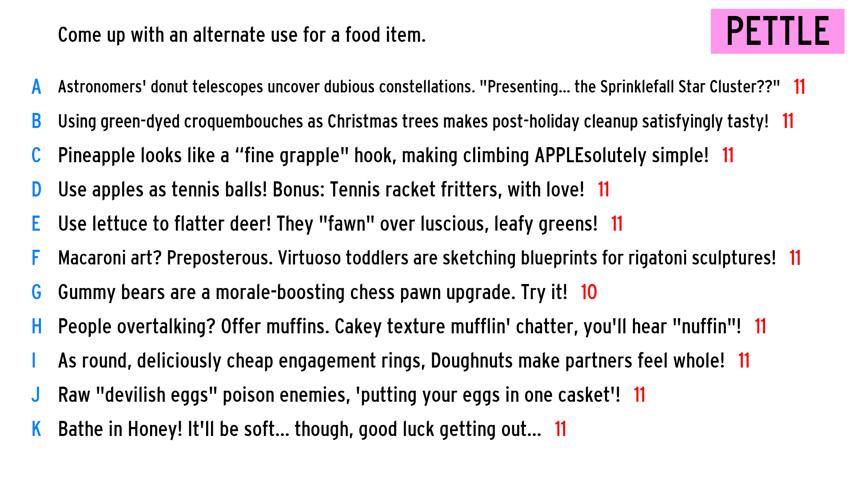 Come up with an alternate use for a food item.
PETTLE
A Astronomers' donut telescopes uncover dubious constellations. "Presenting... the Sprinklefall Star Cluster??" 11
B Using green-dyed croquembouches as Christmas trees makes post-holiday cleanup satisfyingly tasty! 11
C Pineapple looks like a “fine grapple" hook, making climbing APPLEsolutely simple! 11
D Use apples as tennis balls! Bonus: Tennis racket fritters, with love! 11
E Use lettuce to flatter deer! They "fawn" over luscious, leafy greens! 11
F Macaroni art? Preposterous. Virtuoso toddlers are sketching blueprints for rigatoni sculptures! 11
G Gummy bears are a morale-boosting chess pawn upgrade. Try it! 10
H People overtalking? Offer muffins. Cakey texture mufflin' chatter, you'll hear "nuffin"! 11
I As round, deliciously cheap engagement rings, Doughnuts make partners feel whole! 11
J Raw "devilish eggs" poison enemies, 'putting your eggs in one casket'! 11
K Bathe in Honey! It'll be soft... though, good luck getting out... 11